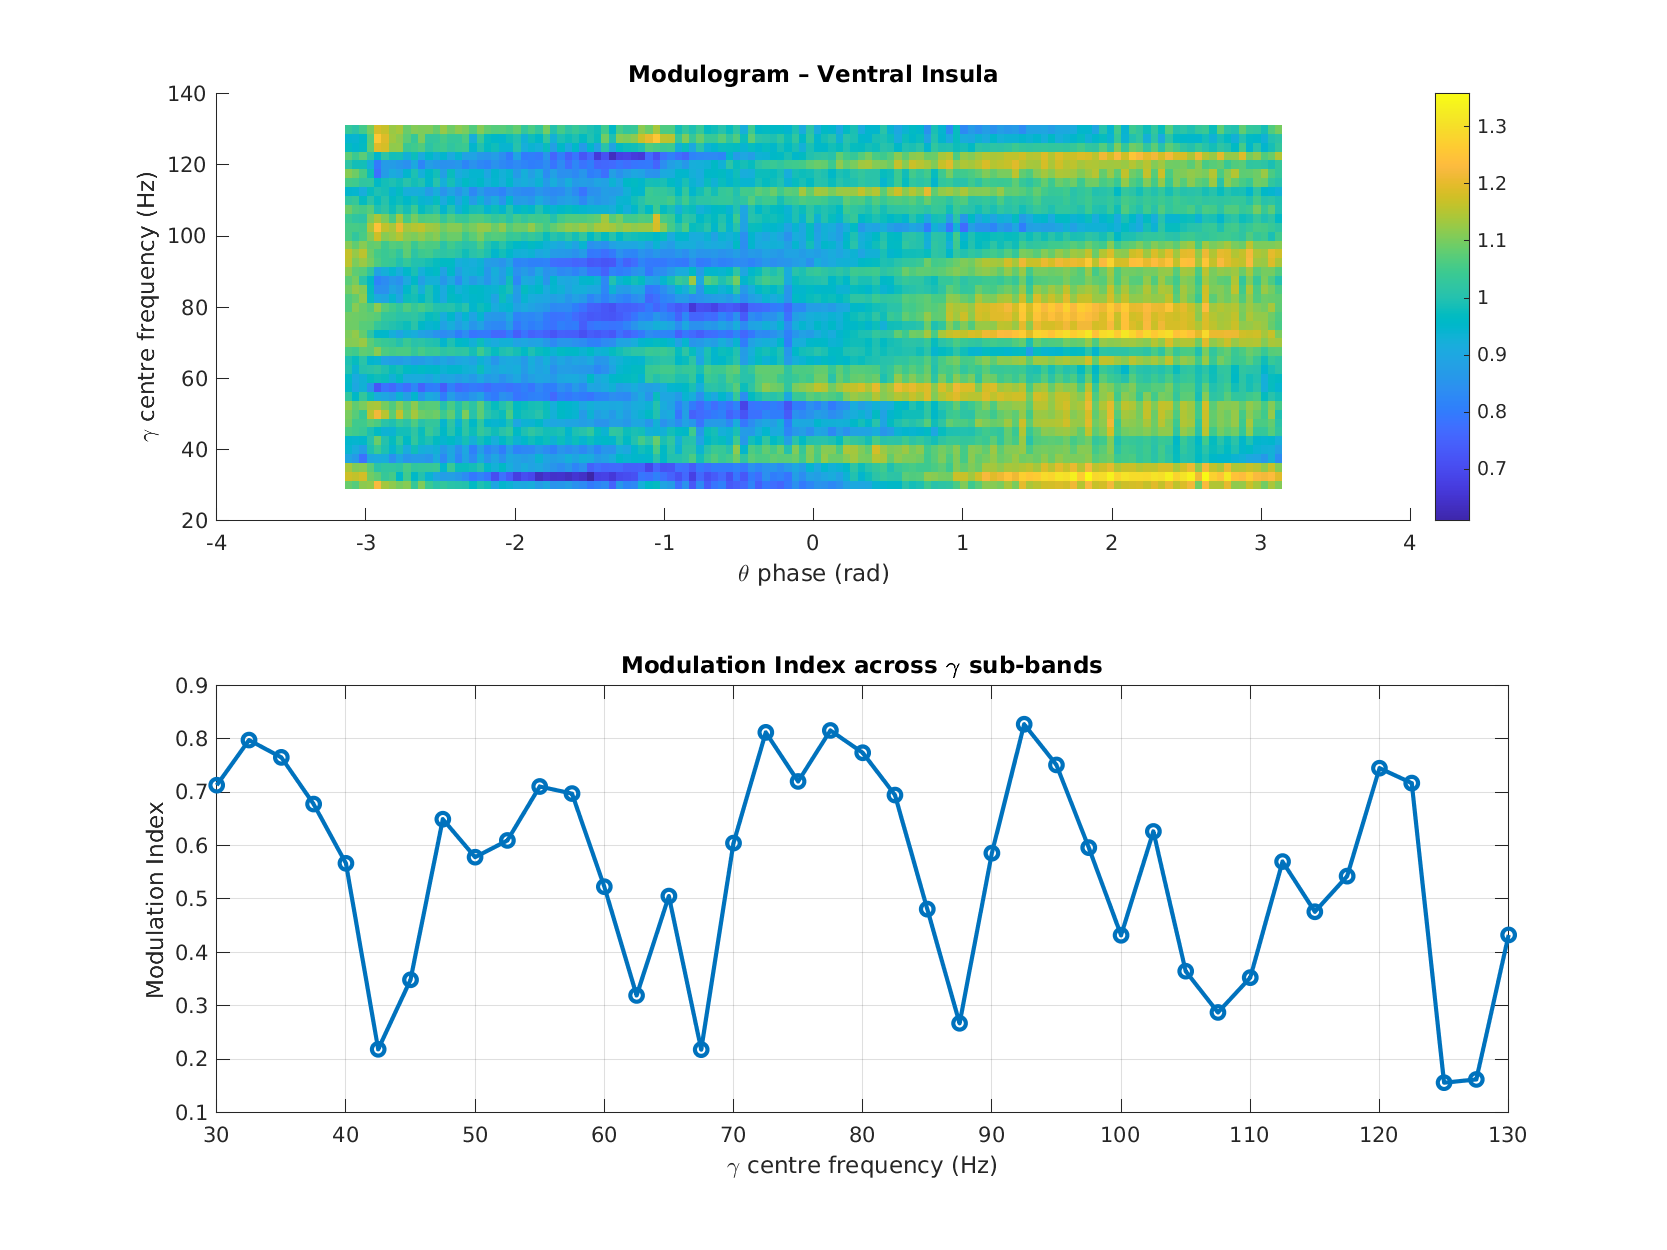 Modulogram – Ventral Insula
140
120
100
80
60
40
20
γ centre frequency (Hz)
-4 -3 -2 -1 0 1 2 3 4
θ phase (rad)
1.3
1.2
1.1
1
0.9
0.8
0.7
Modulation Index across γ sub-bands
0.9
0.8
0.7
0.6
0.5
0.4
0.3
0.2
0.1
Modulation Index
30 40 50 60 70 80 90 100 110 120 130
γ centre frequency (Hz)